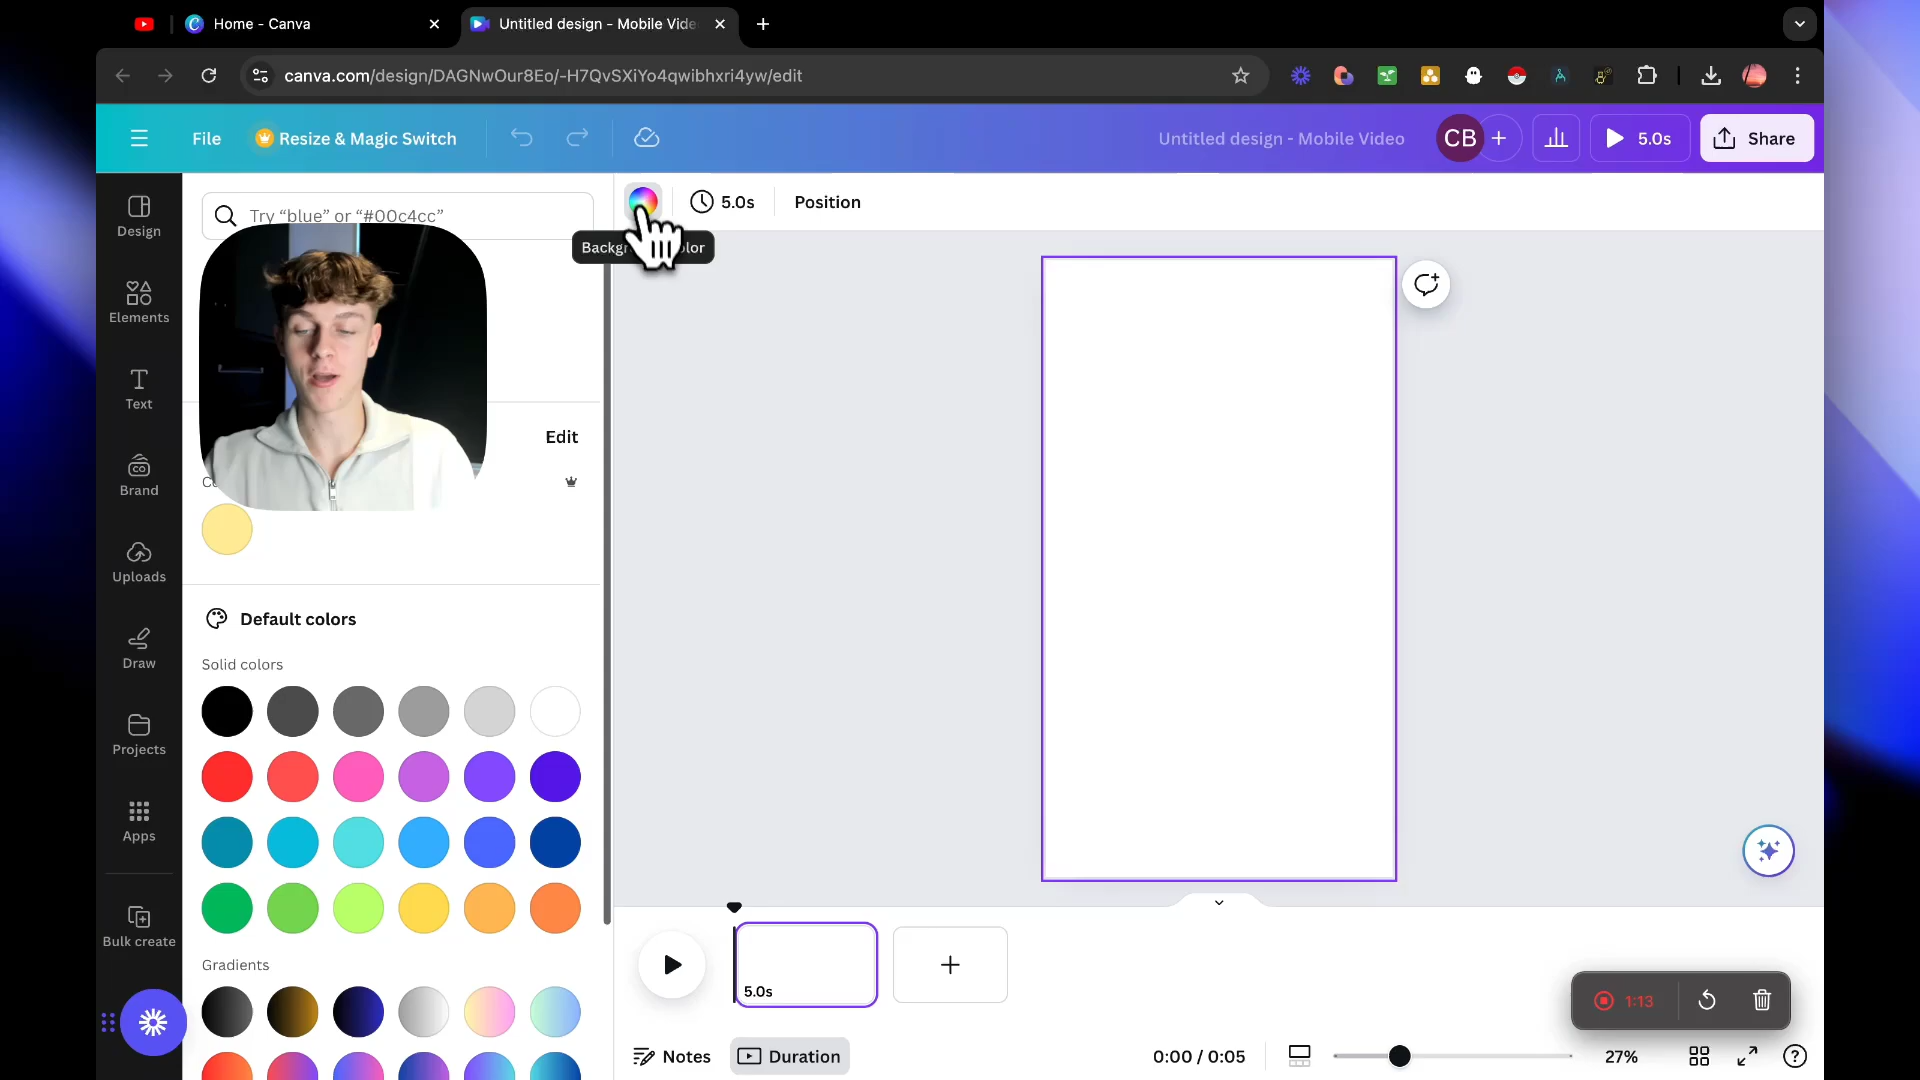 Home - Canva
Untitled design - Mobile Vide
canva.com/design/DAGNwOur8Eo/-H7QvSXiYo4qwibhxri4yw/edit
File
Resize & Magic Switch
Untitled design - Mobile Video
CB
5.0s
Share
Design
Elements
Text
Brand
Uploads
Draw
Projects
Apps
Bulk create
Try “blue” or “#00c4cc”
Edit
Default colors
Solid colors
Gradients
5.0s
Position
5.0s
Notes
Duration
0:00 / 0:05
27%
1:13